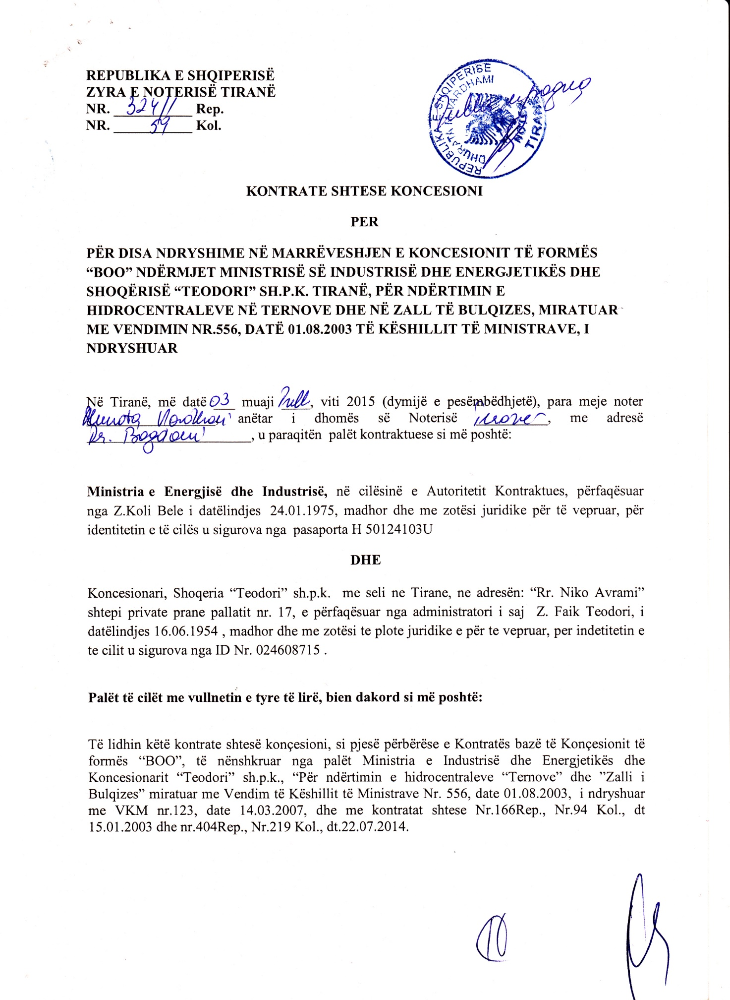 REPUBLIKA E SHQIPERISË
ZYRA E NOTERISË TIRANË
NR. 324// Rep.
NR. 59 Kol.
REPUBLIKA E SHQIPERISE
DHURATA VARDHAMI
NOTER
TIRANE
KONTRATE SHTESE KONCESIONI
PER
PËR DISA NDRYSHIME NË MARRËVESHJEN E KONCESIONIT TË FORMËS
“BOO” NDËRMJET MINISTRISË SË INDUSTRISË DHE ENERGJETIKËS DHE
SHOQËRISË “TEODORI” SH.P.K. TIRANË, PËR NDËRTIMIN E
HIDROCENTRALEVE NË TERNOVE DHE NË ZALL TË BULQIZES, MIRATUAR
ME VENDIMIN NR.556, DATË 01.08.2003 TË KËSHILLIT TË MINISTRAVE, I
NDRYSHUAR
Në Tiranë, më datë 03 muaji , viti 2015 (dymijë e pesëmbëdhjetë), para meje noter
anëtar i dhomës së Noterisë , me adresë
, u paraqitën palët kontraktuese si më poshtë:
Ministria e Energjisë dhe Industrisë, në cilësinë e Autoritetit Kontraktues, përfaqësuar
nga Z.Koli Bele i datëlindjes 24.01.1975, madhor dhe me zotësi juridike për të vepruar, për
identitetin e të cilës u sigurova nga pasaporta H 50124103U
DHE
Koncesionari, Shoqeria “Teodori” sh.p.k. me seli ne Tirane, ne adresën: “Rr. Niko Avrami”
shtepi private prane pallatit nr. 17, e përfaqësuar nga administratori i saj Z. Faik Teodori, i
datëlindjes 16.06.1954 , madhor dhe me zotësi te plote juridike e për te vepruar, per indetitetin e
te cilit u sigurova nga ID Nr. 024608715 .
Palët të cilët me vullnetin e tyre të lirë, bien dakord si më poshtë:
Të lidhin këtë kontrate shtesë konçesioni, si pjesë përbërëse e Kontratës bazë të Konçesionit të
formës “BOO”, të nënshkruar nga palët Ministria e Industrisë dhe Energjetikës dhe
Koncesionarit “Teodori” sh.p.k., “Për ndërtimin e hidrocentraleve “Ternove” dhe ”Zalli i
Bulqizes” miratuar me Vendim të Këshillit të Ministrave Nr. 556, date 01.08.2003, i ndryshuar
me VKM nr.123, date 14.03.2007, dhe me kontratat shtese Nr.166Rep., Nr.94 Kol., dt
15.01.2003 dhe nr.404Rep., Nr.219 Kol., dt.22.07.2014.